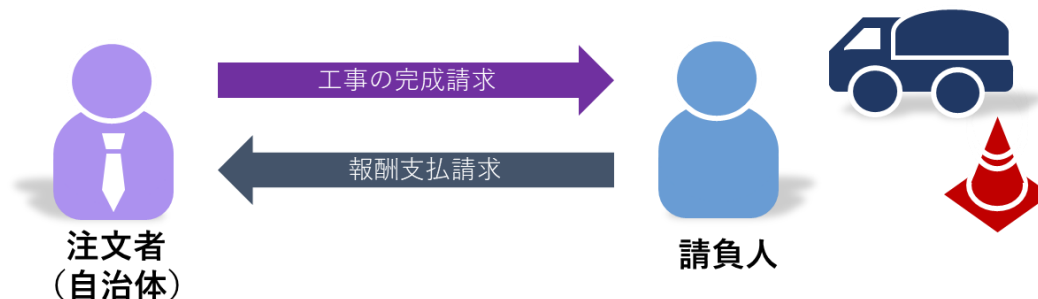 工事の完成請求
報酬支払請求
注文者
（自治体）
請負人